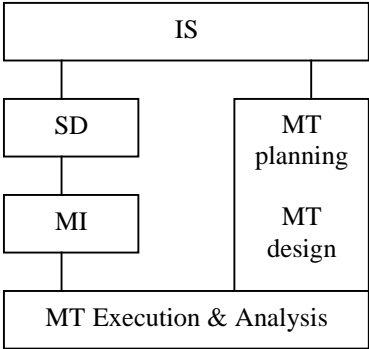 IS
SD
MI
MT
planning
MT
design
MT Execution & Analysis